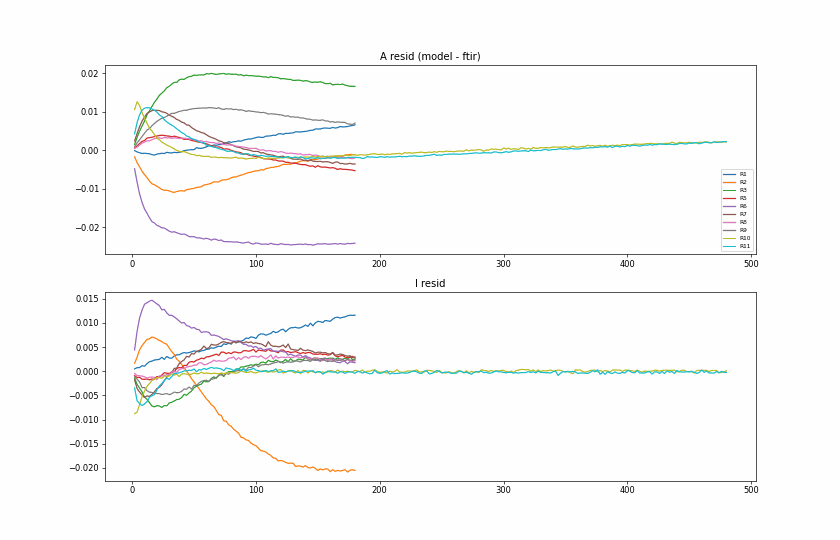 A resid (model - ftir)
0.02
0.01
0.00
−0.01
−0.02
0
100
200
300
400
500
R1
R2
R3
R5
R6
R7
R8
R9
R10
R11
I resid
0.015
0.010
0.005
0.000
−0.005
−0.010
−0.015
−0.020
0
100
200
300
400
500